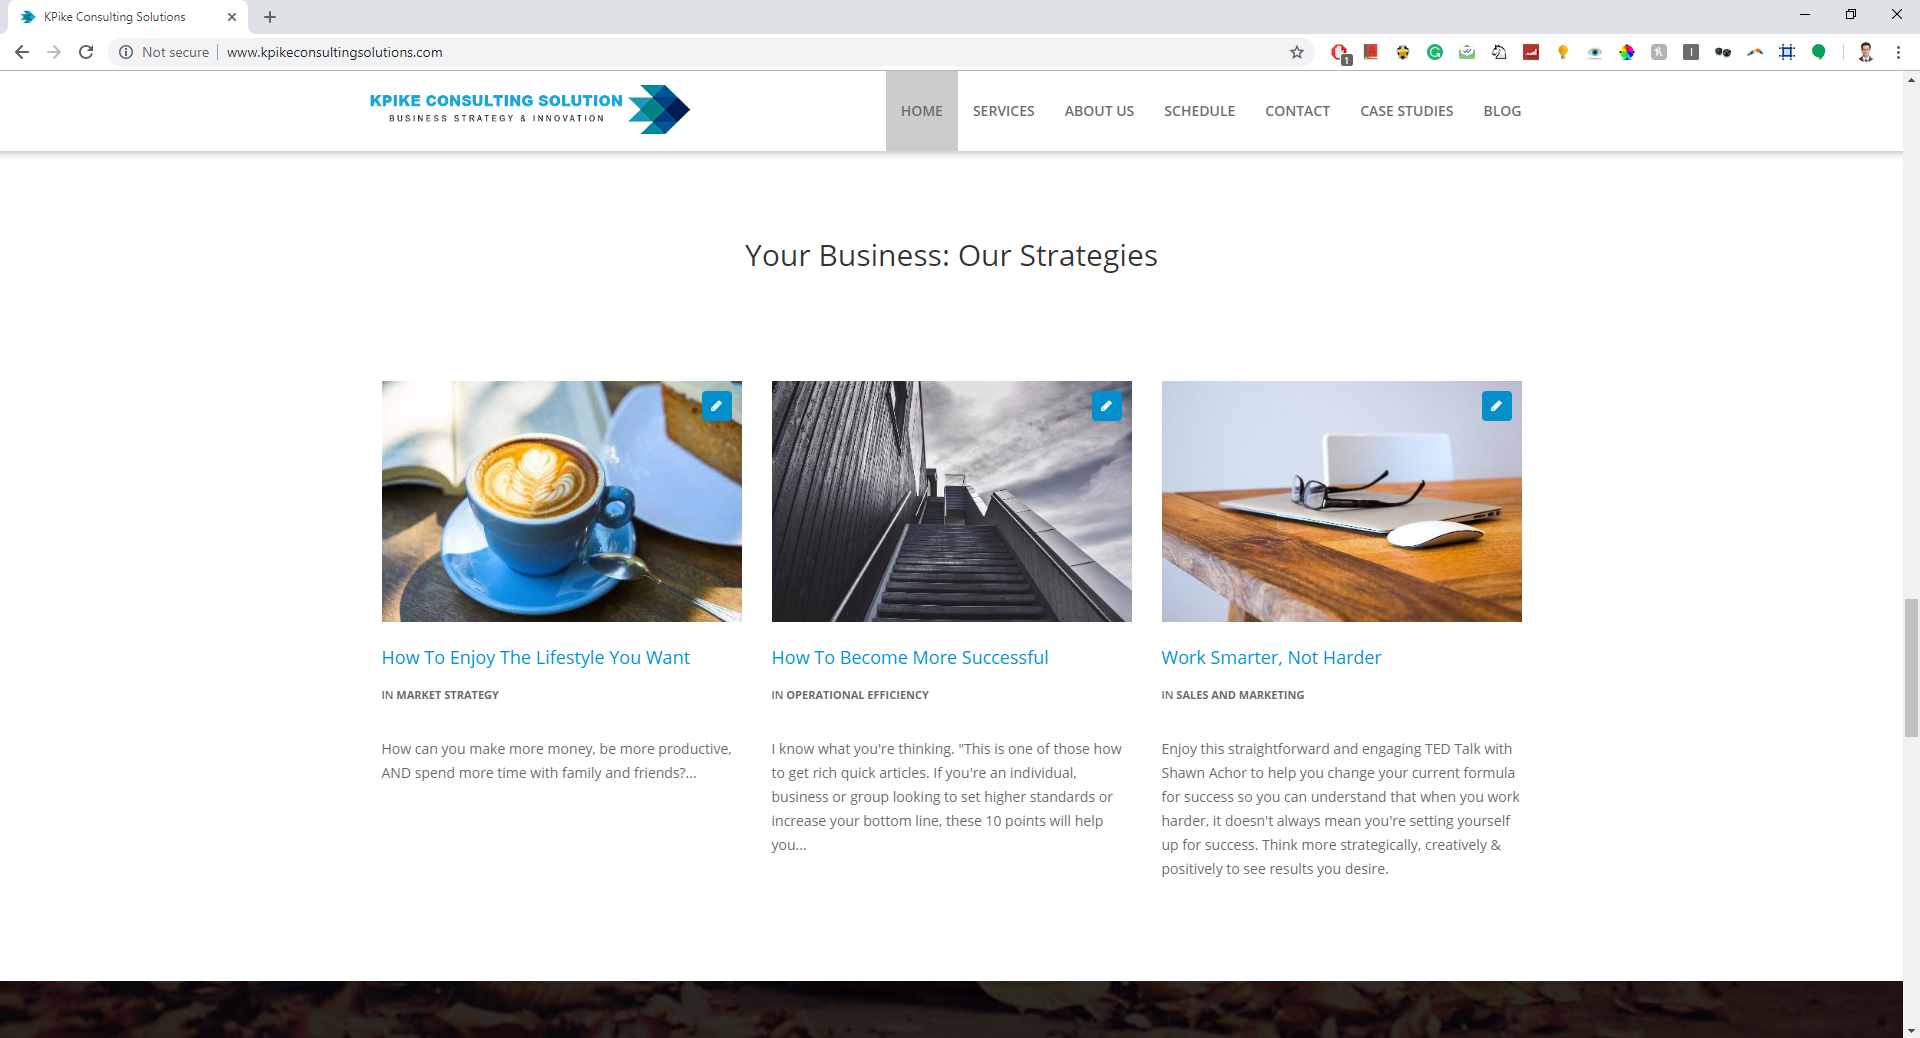 KPike Consulting Solutions
Not secure
www.kpikeconsultingsolutions.com
1
KPIKE CONSULTING SOLUTION
BUSINESS STRATEGY & INNOVATION
HOME SERVICES ABOUT US SCHEDULE CONTACT CASE STUDIES BLOG
Your Business: Our Strategies
How To Enjoy The Lifestyle You Want
IN MARKET STRATEGY
How can you make more money, be more productive,
AND spend more time with family and friends?...
How To Become More Successful
IN OPERATIONAL EFFICIENCY
I know what you're thinking. "This is one of those how
to get rich quick articles. If you're an individual,
business or group looking to set higher standards or
increase your bottom line, these 10 points will help
you...
Work Smarter, Not Harder
IN SALES AND MARKETING
Enjoy this straightforward and engaging TED Talk with
Shawn Achor to help you change your current formula
for success so you can understand that when you work
harder, it doesn't always mean you're setting yourself
up for success. Think more strategically, creatively &
positively to see results you desire.